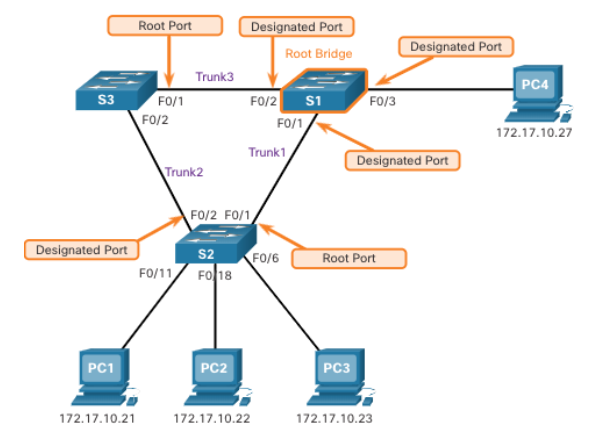 Root Port
Designated Port
Root Bridge
Designated Port
Trunk3
S3
F0/1
F0/2
S1
F0/3
PC4
F0/2
F0/1
172.17.10.27
Trunk1
Designated Port
Trunk2
F0/2
F0/1
Designated Port
S2
Root Port
F0/6
F0/11
F0/18
PC1
PC2
PC3
172.17.10.21
172.17.10.22
172.17.10.23